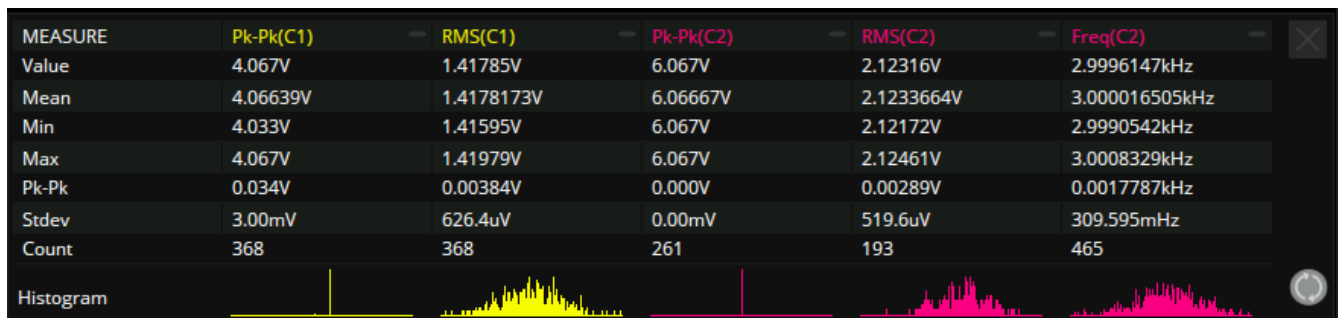 MEASURE Pk-Pk(C1) RMS(C1) Pk-Pk(C2) RMS(C2) Freq(C2)
Value 4.067V 1.41785V 6.067V 2.12316V 2.9996147kHz
Mean 4.06639V 1.4178173V 6.06667V 2.1233664V 3.000016505kHz
Min 4.033V 1.41595V 6.067V 2.12172V 2.9990542kHz
Max 4.067V 1.41979V 6.067V 2.12461V 3.0008329kHz
Pk-Pk 0.034V 0.00384V 0.000V 0.00289V 0.0017787kHz
Stdev 3.00mV 626.4uV 0.00mV 519.6uV 309.595mHz
Count 368 368 261 193 465
Histogram